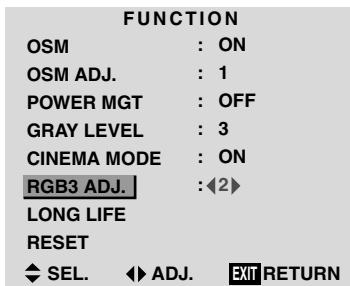 FUNCTION
OSM : ON
OSM ADJ. : 1
POWER MGT : OFF
GRAY LEVEL : 3
CINEMA MODE : ON
RGB3 ADJ. : 2
LONG LIFE
RESET
SEL. ADJ. EXIT RETURN